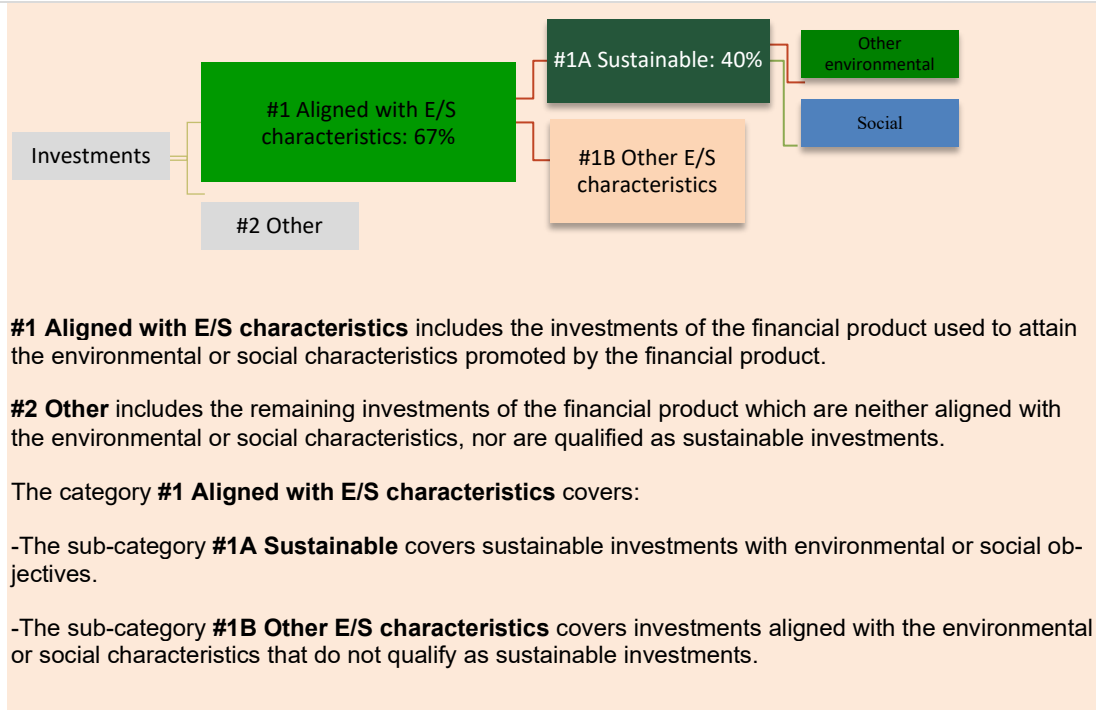 Investments
#1 Aligned with E/S
characteristics: 67%
#2 Other
#1A Sustainable: 40%
#1B Other E/S
characteristics
Other
environmental
Social
#1 Aligned with E/S characteristics includes the investments of the financial product used to attain
the environmental or social characteristics promoted by the financial product.
#2 Other includes the remaining investments of the financial product which are neither aligned with
the environmental or social characteristics, nor are qualified as sustainable investments.
The category #1 Aligned with E/S characteristics covers:
-The sub-category #1A Sustainable covers sustainable investments with environmental or social ob-
jectives.
-The sub-category #1B Other E/S characteristics covers investments aligned with the environmental
or social characteristics that do not qualify as sustainable investments.